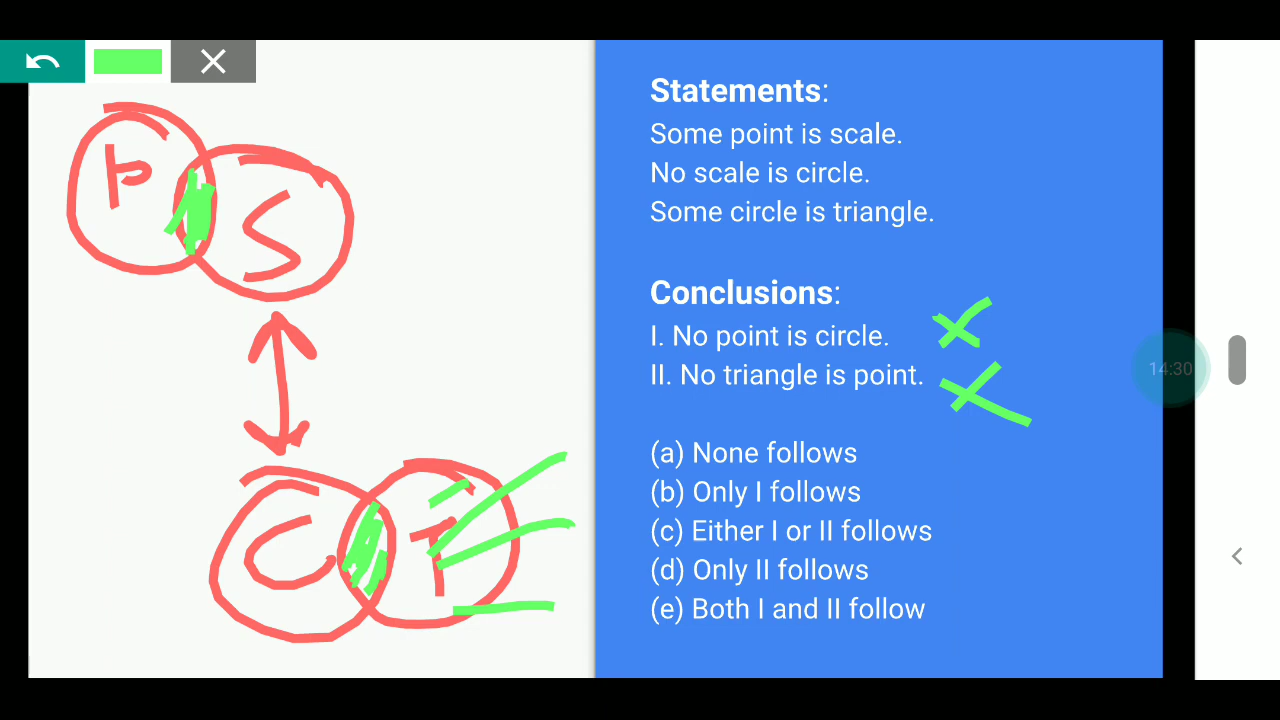 P
S
C
T
Statements:
Some point is scale.
No scale is circle.
Some circle is triangle.
Conclusions:
I. No point is circle.
II. No triangle is point.
14:30
(a) None follows
(b) Only I follows
(c) Either I or II follows
(d) Only II follows
(e) Both I and II follow